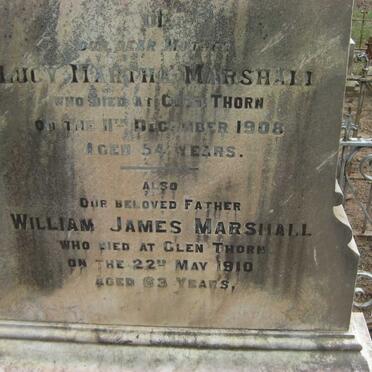 OF
OUR DEAR MOTHER
LUCY MARTHA MARSHALL
WHO DIED AT GLEN THORN
ON THE 11TH DECEMBER 1908
AGED 54 YEARS.
ALSO
OUR BELOVED FATHER
WILLIAM JAMES MARSHALL
WHO DIED AT GLEN THORN
ON THE 22ND MAY 1910
AGED 63 YEARS,